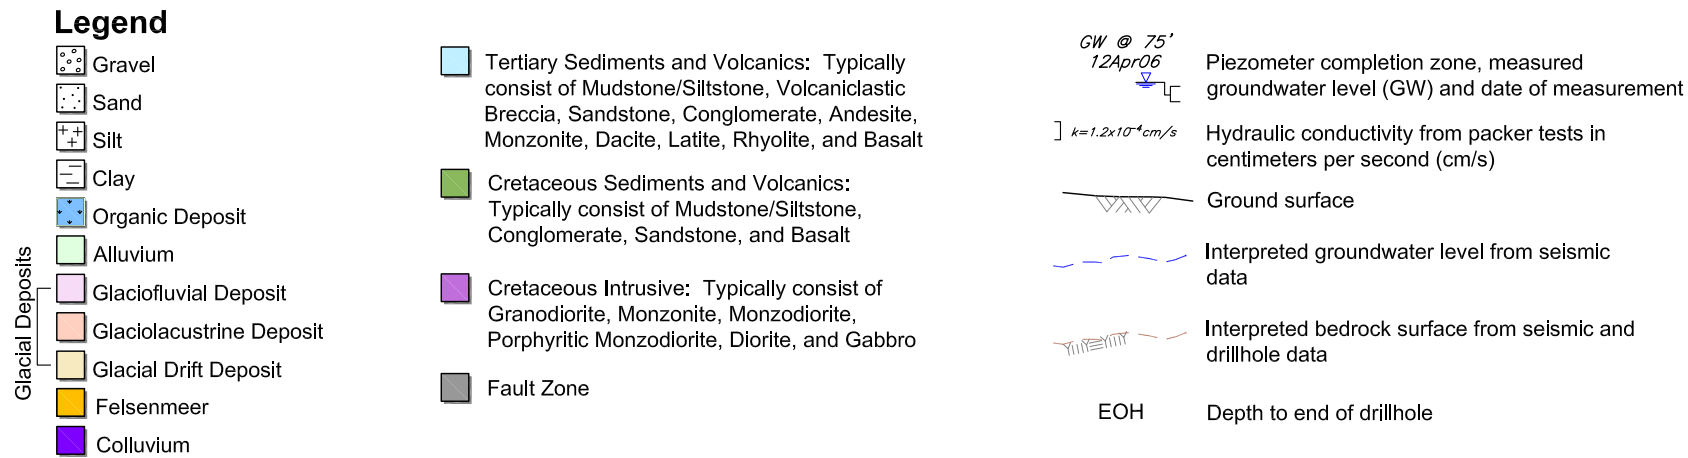 Legend
Gravel
Sand
Silt
Clay
Organic Deposit
Alluvium
Glacial Deposits
Glaciofluvial Deposit
Glaciolacustrine Deposit
Glacial Drift Deposit
Felsenmeer
Colluvium
Tertiary Sediments and Volcanics: Typically
consist of Mudstone/Siltstone, Volcaniclastic
Breccia, Sandstone, Conglomerate, Andesite,
Monzonite, Dacite, Latite, Rhyolite, and Basalt
Cretaceous Sediments and Volcanics:
Typically consist of Mudstone/Siltstone,
Conglomerate, Sandstone, and Basalt
Cretaceous Intrusive: Typically consist of
Granodiorite, Monzonite, Monzodiorite,
Porphyritic Monzodiorite, Diorite, and Gabbro
Fault Zone
GW @ 75'
12Apr06
Piezometer completion zone, measured
groundwater level (GW) and date of measurement
k=1.2x10⁻⁴cm/s
Hydraulic conductivity from packer tests in
centimeters per second (cm/s)
Ground surface
Interpreted groundwater level from seismic
data
Interpreted bedrock surface from seismic and
drillhole data
EOH
Depth to end of drillhole